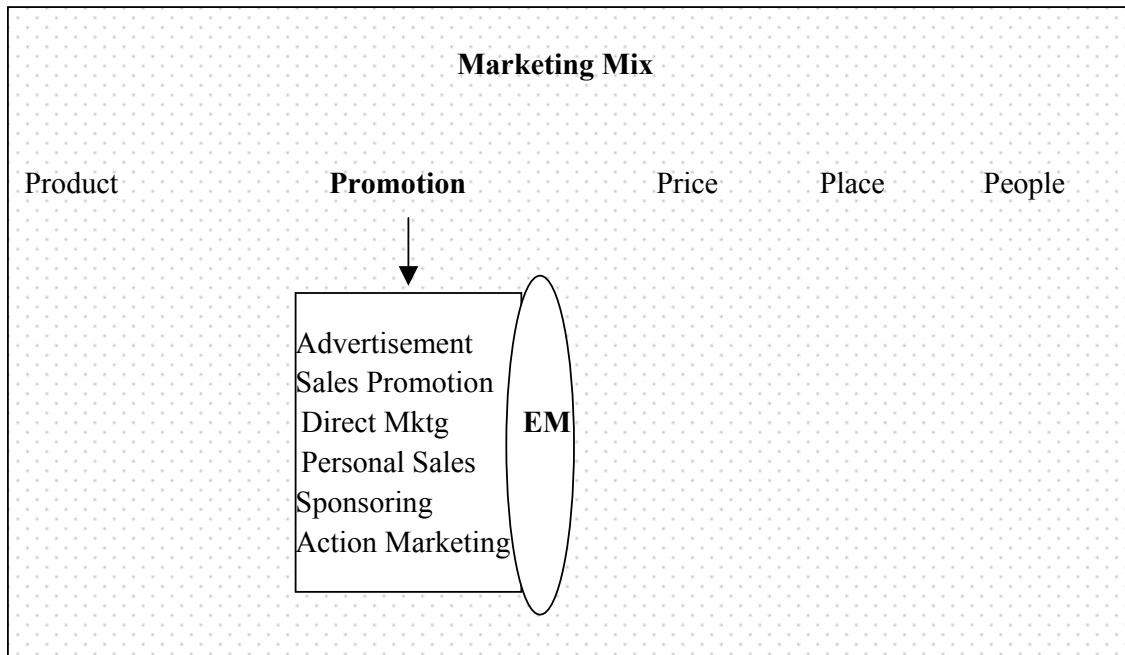 Marketing Mix
Product Promotion Price Place People
Advertisement
Sales Promotion
Direct Mktg EM
Personal Sales
Sponsoring
Action Marketing